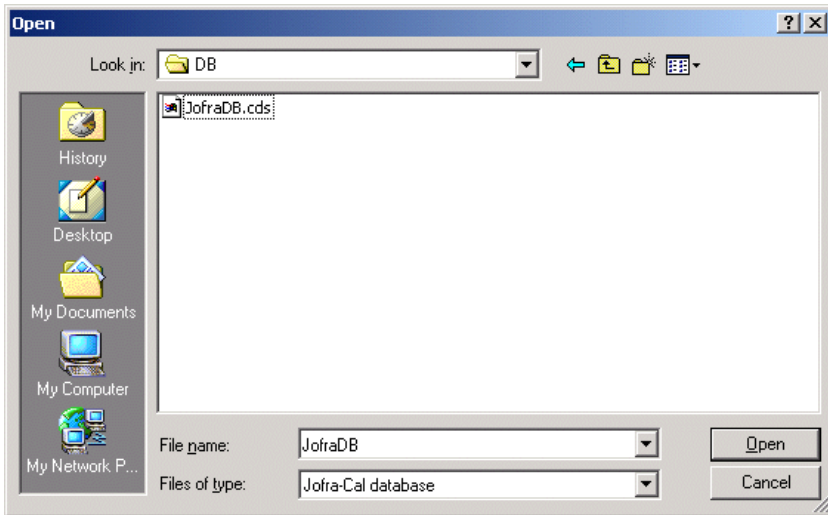 Open
Look in: DB
JofraDB.cds
History
Desktop
My Documents
My Computer
My Network P...
File name: JofraDB Open
Files of type: Jofra-Cal database Cancel